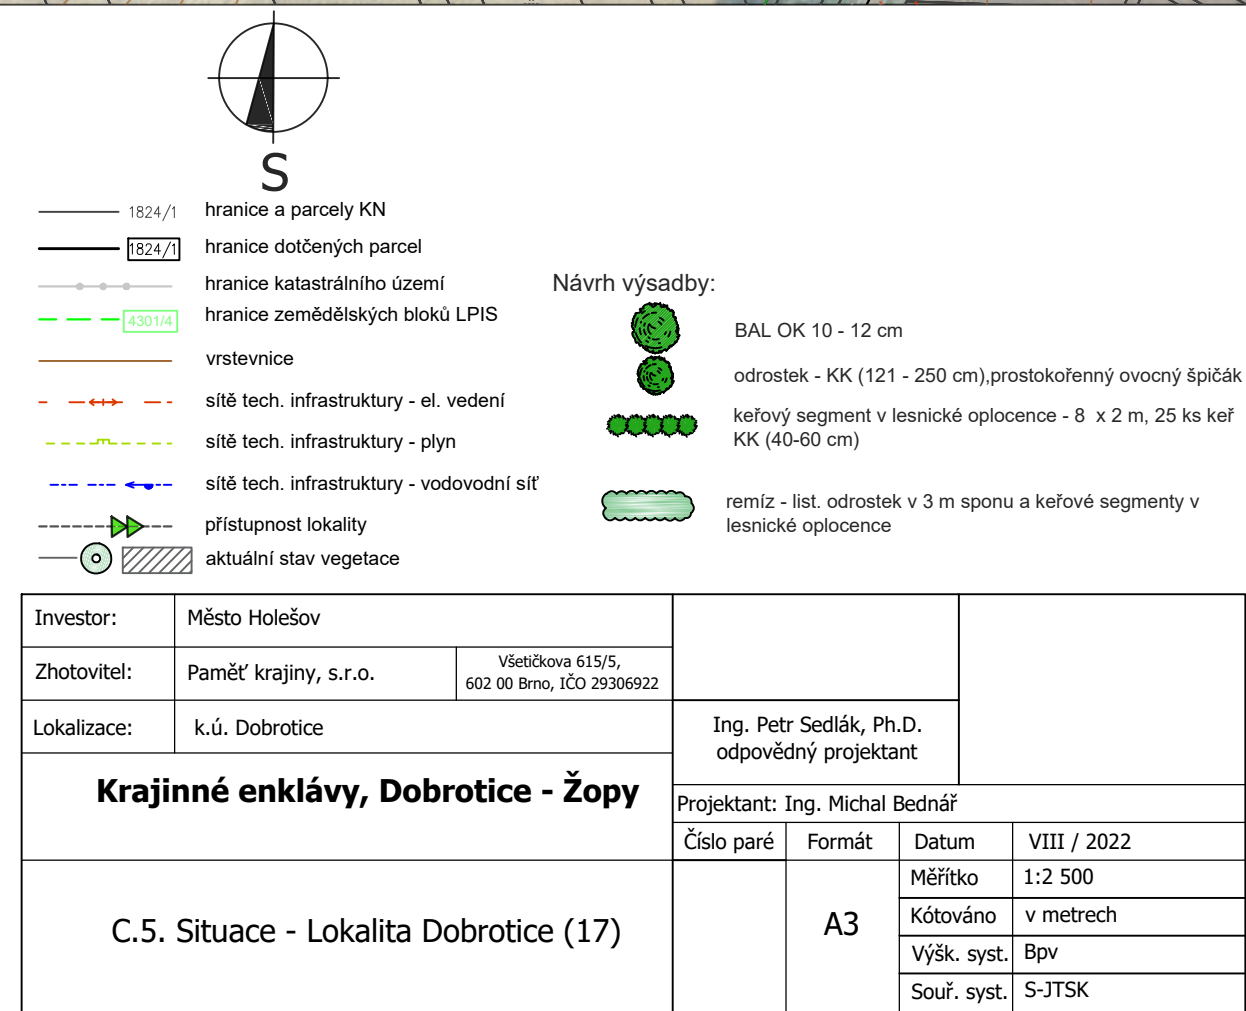 S
1824/1 hranice a parcely KN
1824/1 hranice dotčených parcel
hranice katastrálního území
4301/4 hranice zemědělských bloků LPIS
vrstevnice
sítě tech. infrastruktury - el. vedení
sítě tech. infrastruktury - plyn
sítě tech. infrastruktury - vodovodní síť
přístupnost lokality
aktuální stav vegetace
Návrh výsadby:
BAL OK 10 - 12 cm
odrostek - KK (121 - 250 cm),prostokořenný ovocný špičák
keřový segment v lesnické oplocence - 8 x 2 m, 25 ks keř
KK (40-60 cm)
remíz - list. odrostek v 3 m sponu a keřové segmenty v
lesnické oplocence
Investor: Město Holešov
Zhotovitel: Paměť krajiny, s.r.o.
Všetičkova 615/5,
602 00 Brno, IČO 29306922
Lokalizace: k.ú. Dobrotice
Krajinné enklávy, Dobrotice - Žopy
C.5. Situace - Lokalita Dobrotice (17)
Ing. Petr Sedlák, Ph.D.
odpovědný projektant
Projektant: Ing. Michal Bednář
Číslo paré Formát Datum VIII / 2022
A3
Měřítko 1:2 500
Kótováno v metrech
Výšk. syst. Bpv
Souř. syst. S-JTSK